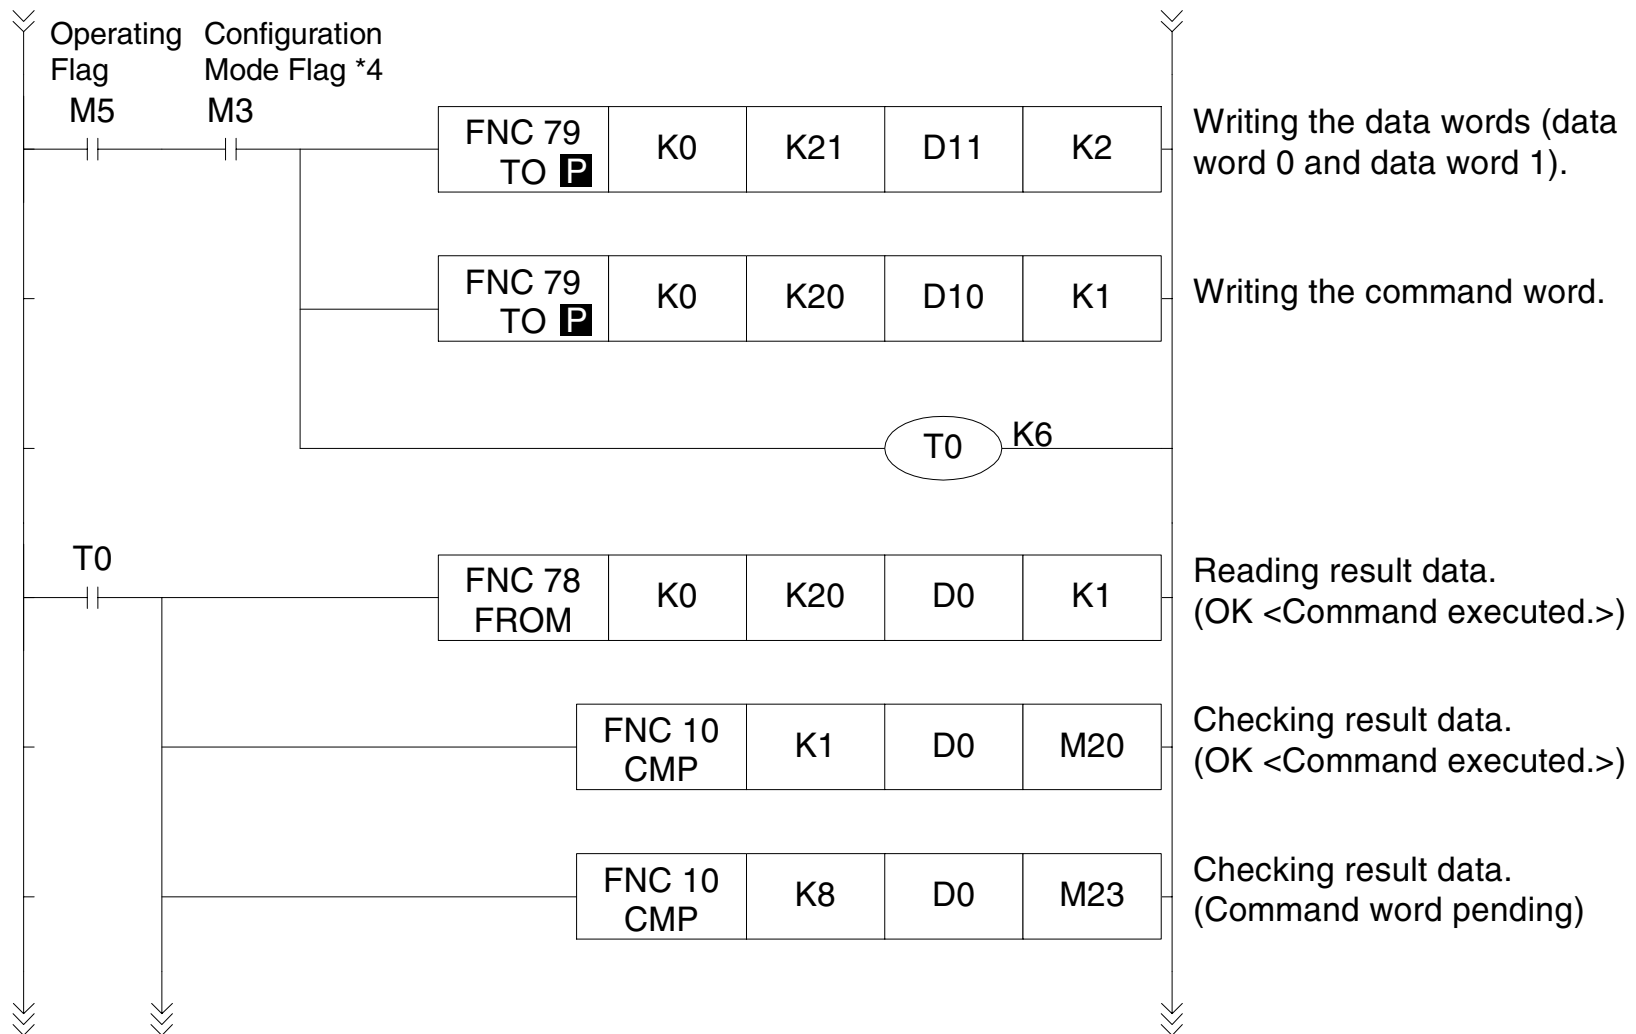 Operating Configuration
Flag Mode Flag *4
M5 M3
FNC 79
TO P K0 K21 D11 K2
Writing the data words (data
word 0 and data word 1).
FNC 79
TO P K0 K20 D10 K1
Writing the command word.
T0 K6
T0
FNC 78
FROM K0 K20 D0 K1
Reading result data.
(OK <Command executed.>)
FNC 10
CMP K1 D0 M20
Checking result data.
(OK <Command executed.>)
FNC 10
CMP K8 D0 M23
Checking result data.
(Command word pending)